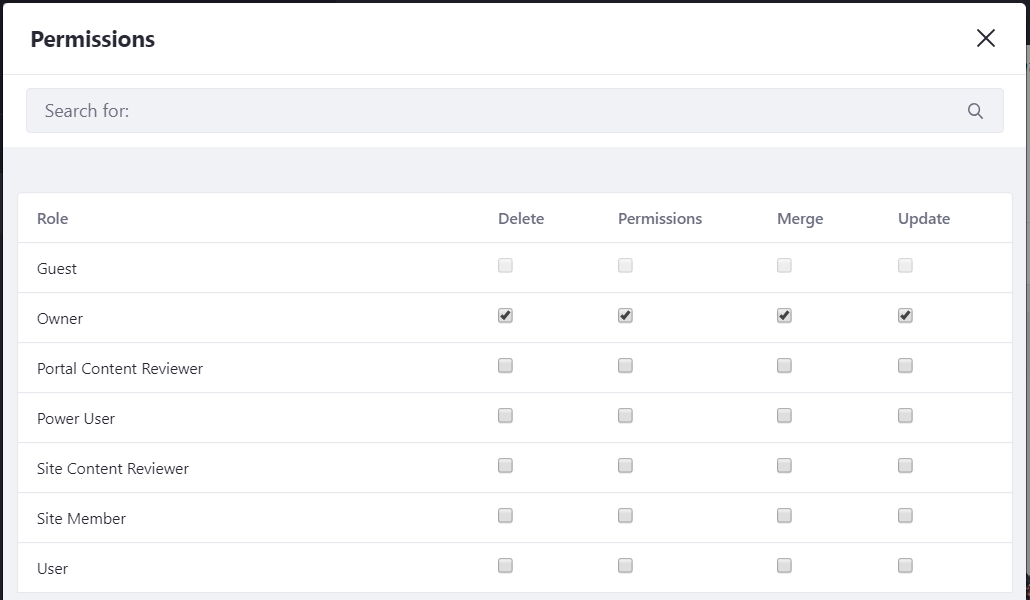 Permissions
Search for:
Role Delete Permissions Merge Update
Guest
Owner
Portal Content Reviewer
Power User
Site Content Reviewer
Site Member
User